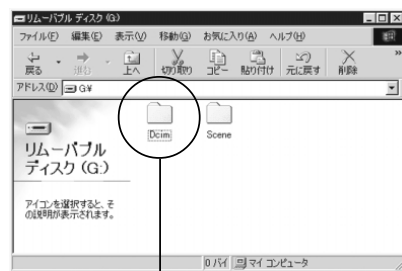 リムーバブル ディスク (G:)
ファイル(F) 編集(E) 表示(V) 移動(G) お気に入り(A) ヘルプ(H)
戻る 進む 上へ 切り取り コピー 貼り付け 元に戻す 削除 »
アドレス(D) G:¥
リムーバブル
ディスク (G:)
Dcim Scene
アイコンを選択すると、そ
の説明が表示されます。
0 バイ マイ コンピュータ